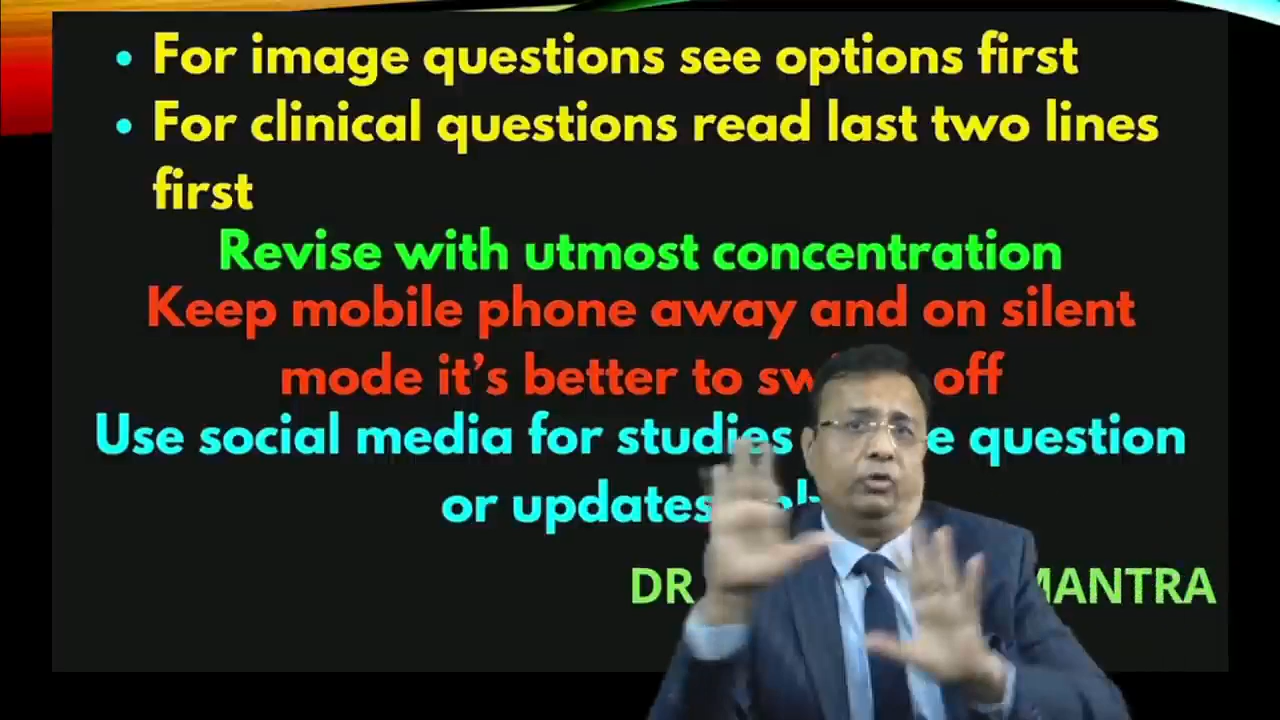 • For image questions see options first
• For clinical questions read last two lines
first
Revise with utmost concentration
Keep mobile phone away and on silent
mode it's better to off
Use social media for studies question
or updates
DR MANTRA